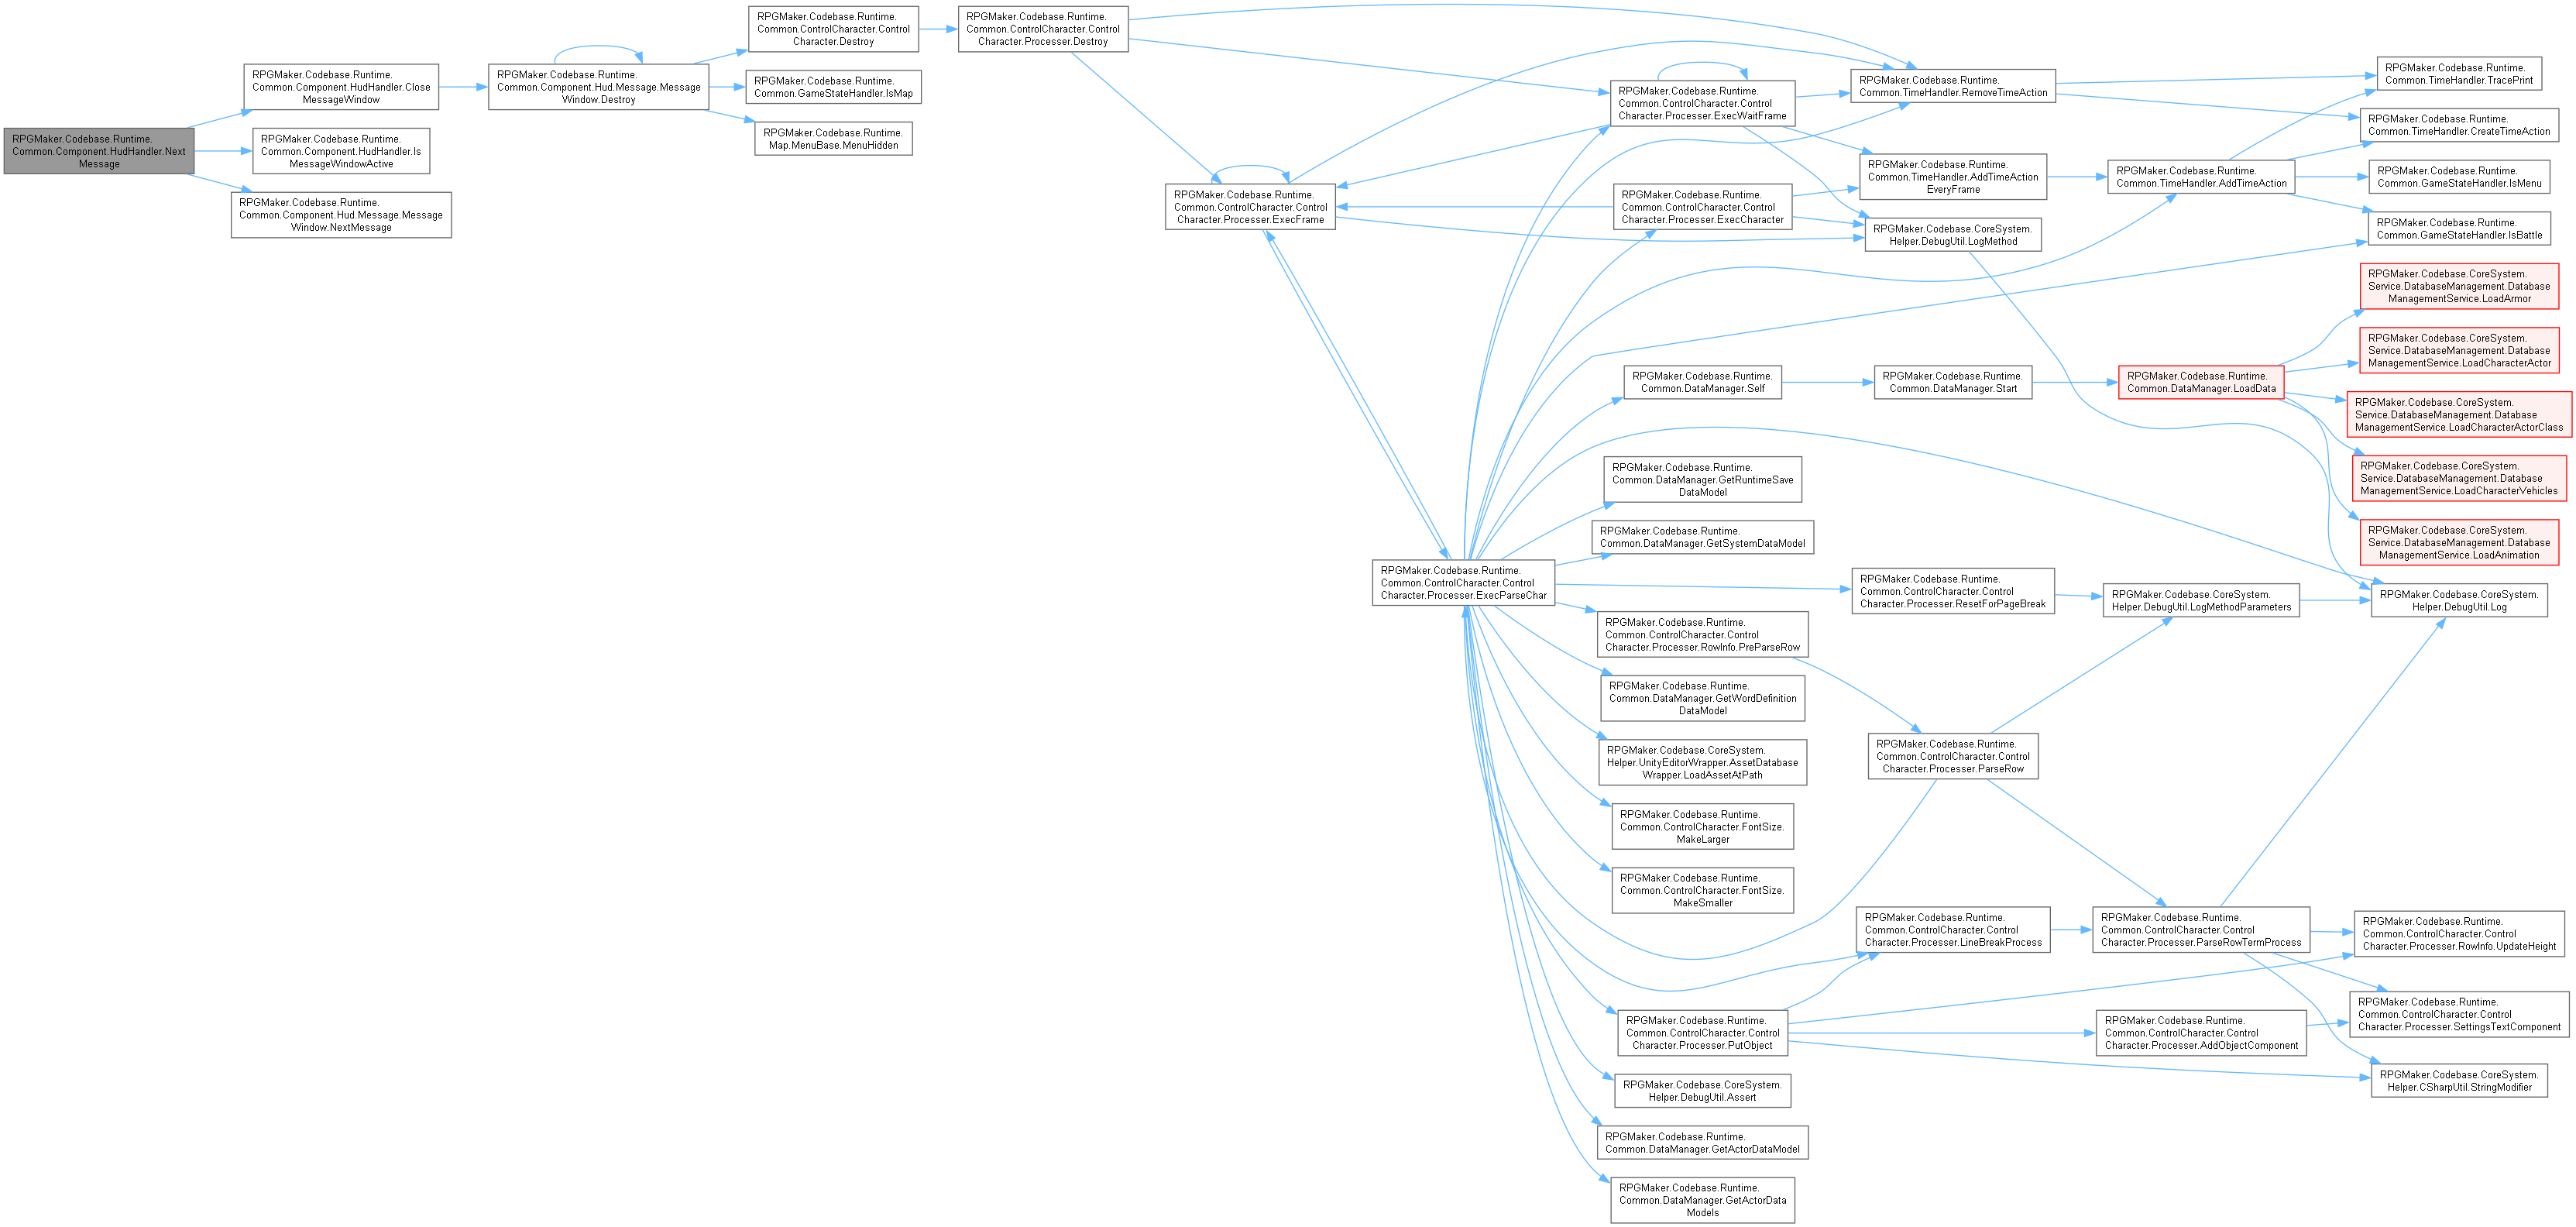 RPGMaker.Codebase.Runtime.
Common.Component.HudHandler.Next
Message
RPGMaker.Codebase.Runtime.
Common.Component.HudHandler.Close
MessageWindow
RPGMaker.Codebase.Runtime.
Common.Component.HudHandler.Is
MessageWindowActive
RPGMaker.Codebase.Runtime.
Common.Component.Hud.Message.Message
Window.NextMessage
RPGMaker.Codebase.Runtime.
Common.Component.Hud.Message.Message
Window.Destroy
RPGMaker.Codebase.Runtime.
Common.ControlCharacter.Control
Character.Destroy
RPGMaker.Codebase.Runtime.
Common.GameStateHandler.IsMap
RPGMaker.Codebase.Runtime.
Map.MenuBase.MenuHidden
RPGMaker.Codebase.Runtime.
Common.ControlCharacter.Control
Character.Processer.Destroy
RPGMaker.Codebase.Runtime.
Common.ControlCharacter.Control
Character.Processer.ExecFrame
RPGMaker.Codebase.Runtime.
Common.ControlCharacter.Control
Character.Processer.ExecParseChar
RPGMaker.Codebase.Runtime.
Common.ControlCharacter.Control
Character.Processer.ExecWaitFrame
RPGMaker.Codebase.Runtime.
Common.ControlCharacter.Control
Character.Processer.ExecCharacter
RPGMaker.Codebase.Runtime.
Common.DataManager.Self
RPGMaker.Codebase.Runtime.
Common.DataManager.GetRuntimeSave
DataModel
RPGMaker.Codebase.Runtime.
Common.DataManager.GetSystemDataModel
RPGMaker.Codebase.Runtime.
Common.ControlCharacter.Control
Character.Processer.RowInfo.PreParseRow
RPGMaker.Codebase.Runtime.
Common.DataManager.GetWordDefinition
DataModel
RPGMaker.Codebase.CoreSystem.
Helper.UnityEditorWrapper.AssetDatabase
Wrapper.LoadAssetAtPath
RPGMaker.Codebase.Runtime.
Common.ControlCharacter.FontSize.
MakeLarger
RPGMaker.Codebase.Runtime.
Common.ControlCharacter.FontSize.
MakeSmaller
RPGMaker.Codebase.Runtime.
Common.ControlCharacter.Control
Character.Processer.PutObject
RPGMaker.Codebase.CoreSystem.
Helper.DebugUtil.Assert
RPGMaker.Codebase.Runtime.
Common.DataManager.GetActorDataModel
RPGMaker.Codebase.Runtime.
Common.DataManager.GetActorData
Models
RPGMaker.Codebase.Runtime.
Common.TimeHandler.RemoveTimeAction
RPGMaker.Codebase.Runtime.
Common.TimeHandler.AddTimeAction
EveryFrame
RPGMaker.Codebase.CoreSystem.
Helper.DebugUtil.LogMethod
RPGMaker.Codebase.Runtime.
Common.DataManager.Start
RPGMaker.Codebase.Runtime.
Common.ControlCharacter.Control
Character.Processer.ResetForPageBreak
RPGMaker.Codebase.Runtime.
Common.ControlCharacter.Control
Character.Processer.ParseRow
RPGMaker.Codebase.Runtime.
Common.ControlCharacter.Control
Character.Processer.LineBreakProcess
RPGMaker.Codebase.Runtime.
Common.TimeHandler.AddTimeAction
RPGMaker.Codebase.Runtime.
Common.DataManager.LoadData
RPGMaker.Codebase.CoreSystem.
Helper.DebugUtil.LogMethodParameters
RPGMaker.Codebase.Runtime.
Common.ControlCharacter.Control
Character.Processer.ParseRowTermProcess
RPGMaker.Codebase.Runtime.
Common.ControlCharacter.Control
Character.Processer.AddObjectComponent
RPGMaker.Codebase.Runtime.
Common.TimeHandler.TracePrint
RPGMaker.Codebase.Runtime.
Common.TimeHandler.CreateTimeAction
RPGMaker.Codebase.Runtime.
Common.GameStateHandler.IsMenu
RPGMaker.Codebase.Runtime.
Common.GameStateHandler.IsBattle
RPGMaker.Codebase.CoreSystem.
Service.DatabaseManagement.Database
ManagementService.LoadArmor
RPGMaker.Codebase.CoreSystem.
Service.DatabaseManagement.Database
ManagementService.LoadCharacterActor
RPGMaker.Codebase.CoreSystem.
Service.DatabaseManagement.Database
ManagementService.LoadCharacterActorClass
RPGMaker.Codebase.CoreSystem.
Service.DatabaseManagement.Database
ManagementService.LoadCharacterVehicles
RPGMaker.Codebase.CoreSystem.
Service.DatabaseManagement.Database
ManagementService.LoadAnimation
RPGMaker.Codebase.CoreSystem.
Helper.DebugUtil.Log
RPGMaker.Codebase.Runtime.
Common.ControlCharacter.Control
Character.Processer.RowInfo.UpdateHeight
RPGMaker.Codebase.Runtime.
Common.ControlCharacter.Control
Character.Processer.SettingsTextComponent
RPGMaker.Codebase.CoreSystem.
Helper.CSharpUtil.StringModifier